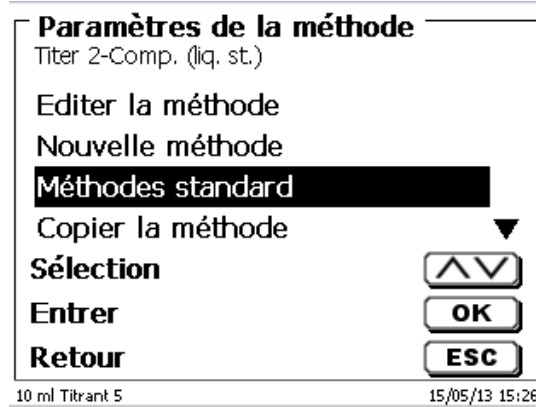 Paramètres de la méthode
Titer 2-Comp. (liq. st.)
Editer la méthode
Nouvelle méthode
Méthodes standard
Copier la méthode
Sélection
Entrer OK
Retour ESC
10 ml Titrant 5 15/05/13 15:26